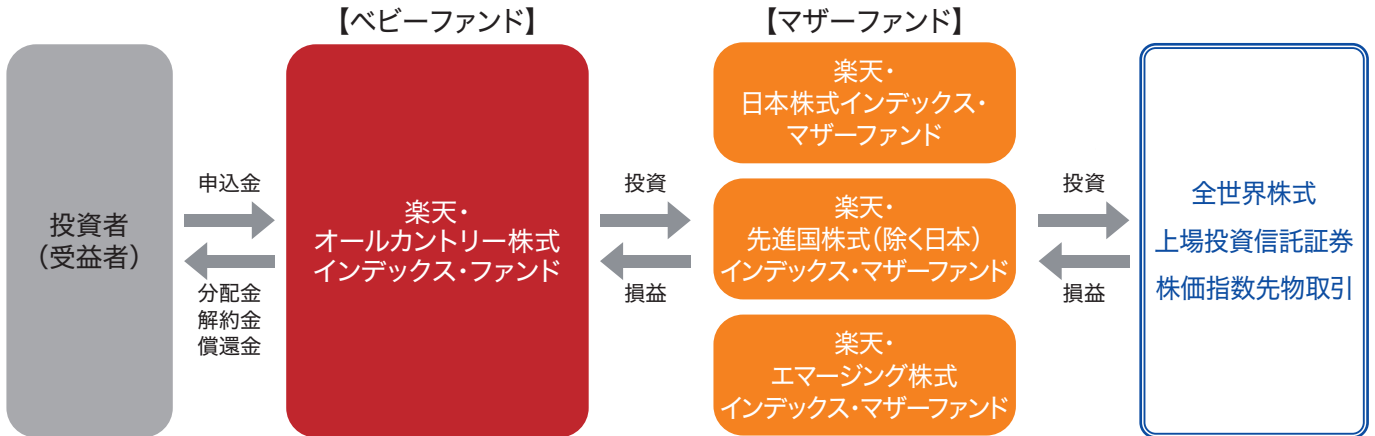 【ベビーファンド】
【マザーファンド】
投資者
（受益者）
申込金
分配金
解約金
償還金
楽天・
オールカントリー株式
インデックス・ファンド
投資
損益
楽天・
日本株式インデックス・
マザーファンド
楽天・
先進国株式（除く日本）
インデックス・マザーファンド
楽天・
エマージング株式
インデックス・マザーファンド
投資
損益
全世界株式
上場投資信託証券
株価指数先物取引